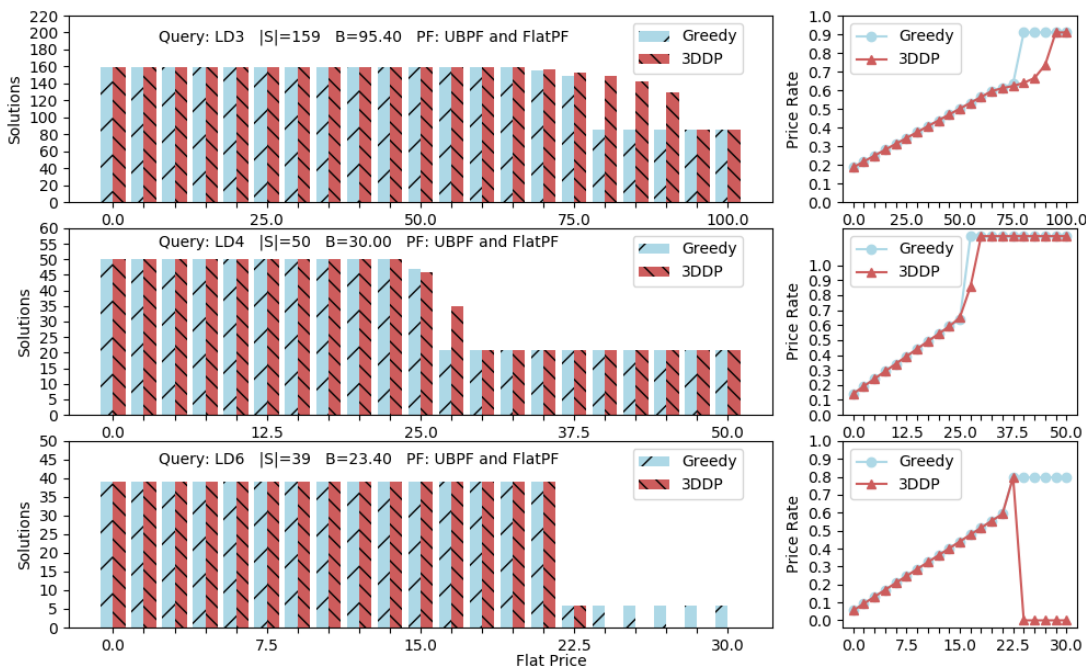 Query: LD3 |S|=159 B=95.40 PF: UBPF and FlatPF
Greedy
3DDP
Solutions
220
200
180
160
140
120
100
80
60
40
20
0
0.0 25.0 50.0 75.0 100.0
Greedy
3DDP
Price Rate
1.0
0.9
0.8
0.7
0.6
0.5
0.4
0.3
0.2
0.1
0.0
0.0 25.0 50.0 75.0 100.0
Query: LD4 |S|=50 B=30.00 PF: UBPF and FlatPF
Greedy
3DDP
Solutions
60
55
50
45
40
35
30
25
20
15
10
5
0
0.0 12.5 25.0 37.5 50.0
Greedy
3DDP
Price Rate
1.0
0.9
0.8
0.7
0.6
0.5
0.4
0.3
0.2
0.1
0.0
0.0 12.5 25.0 37.5 50.0
Query: LD6 |S|=39 B=23.40 PF: UBPF and FlatPF
Greedy
3DDP
Solutions
50
45
40
35
30
25
20
15
10
5
0
0.0 7.5 15.0 22.5 30.0
Flat Price
Greedy
3DDP
Price Rate
1.0
0.9
0.8
0.7
0.6
0.5
0.4
0.3
0.2
0.1
0.0
0.0 7.5 15.0 22.5 30.0